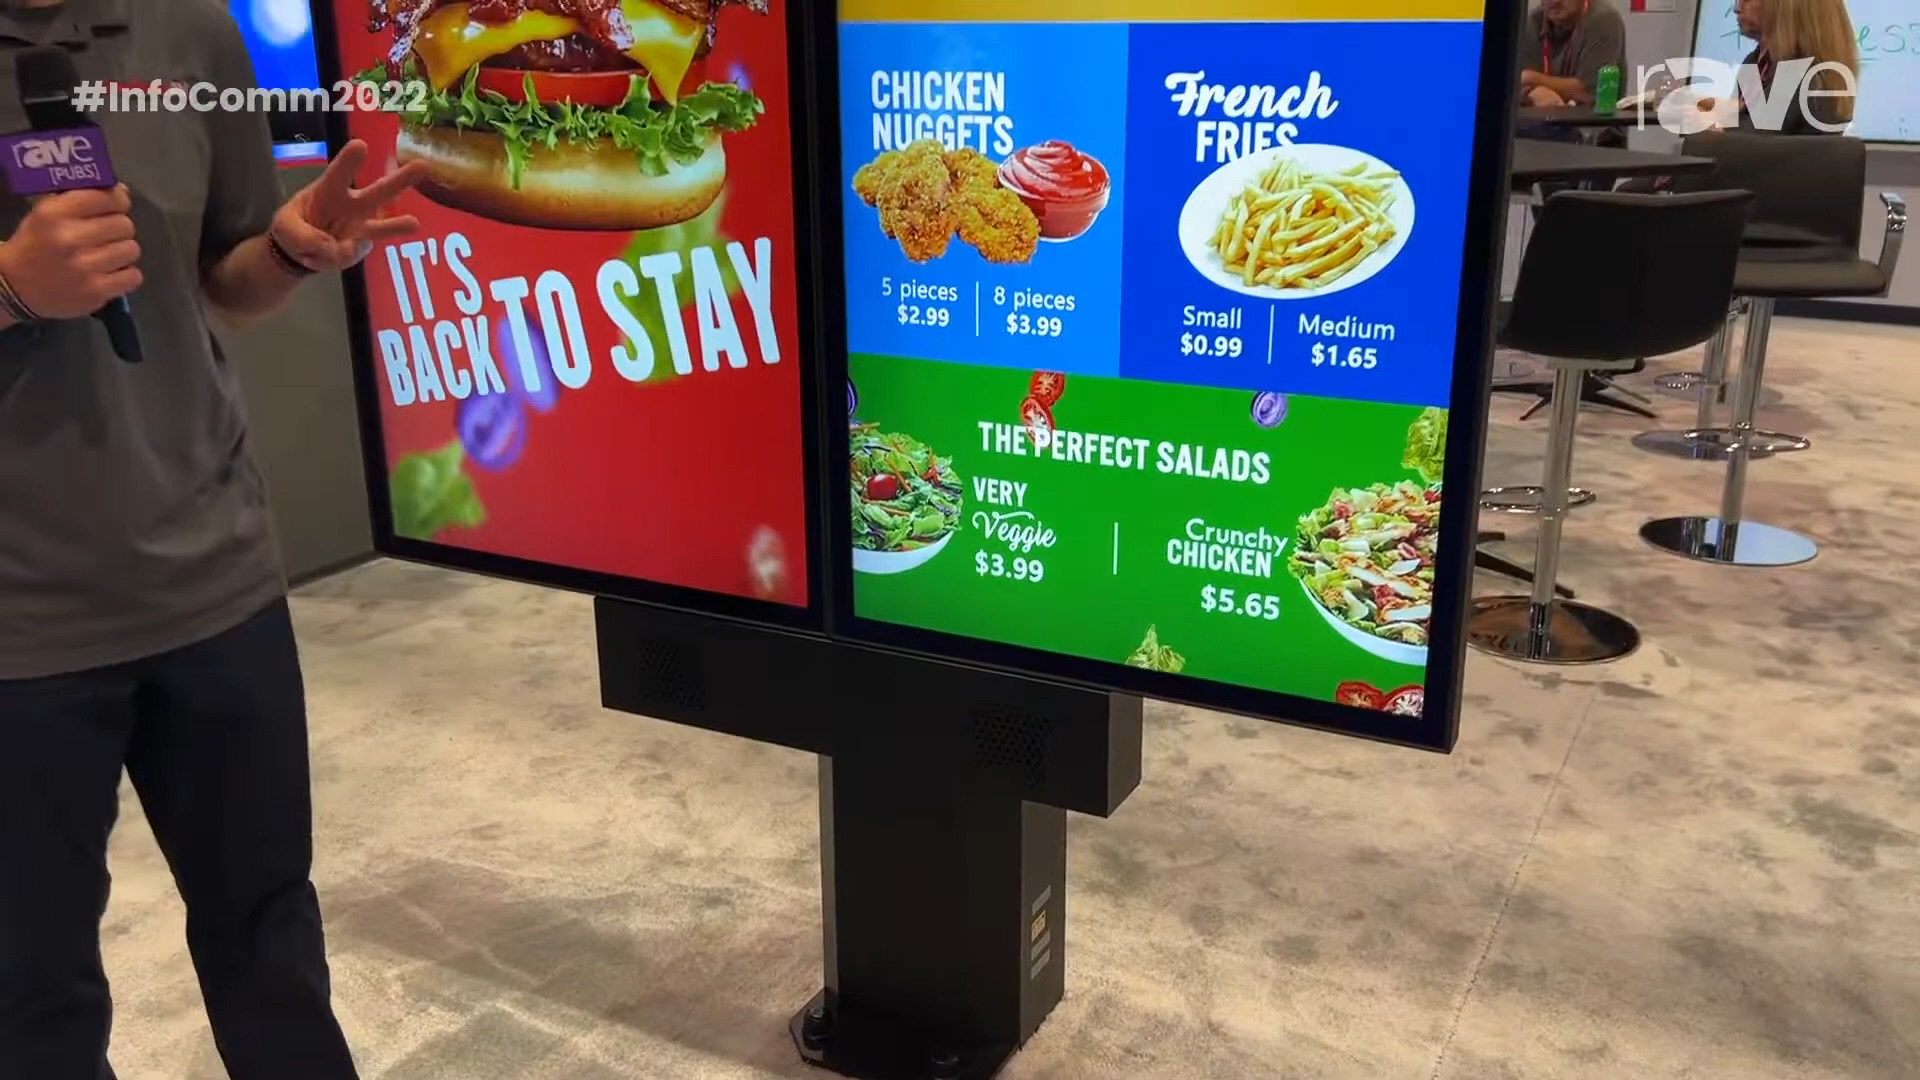 #InfoComm2022
rave
rave
[PUBS]
IT'S
BACK TO STAY
CHICKEN
NUGGETS
5 pieces
$2.99
8 pieces
$3.99
French
FRIES
Small
$0.99
Medium
$1.65
THE PERFECT SALADS
VERY
Veggie
$3.99
Crunchy
CHICKEN
$5.65